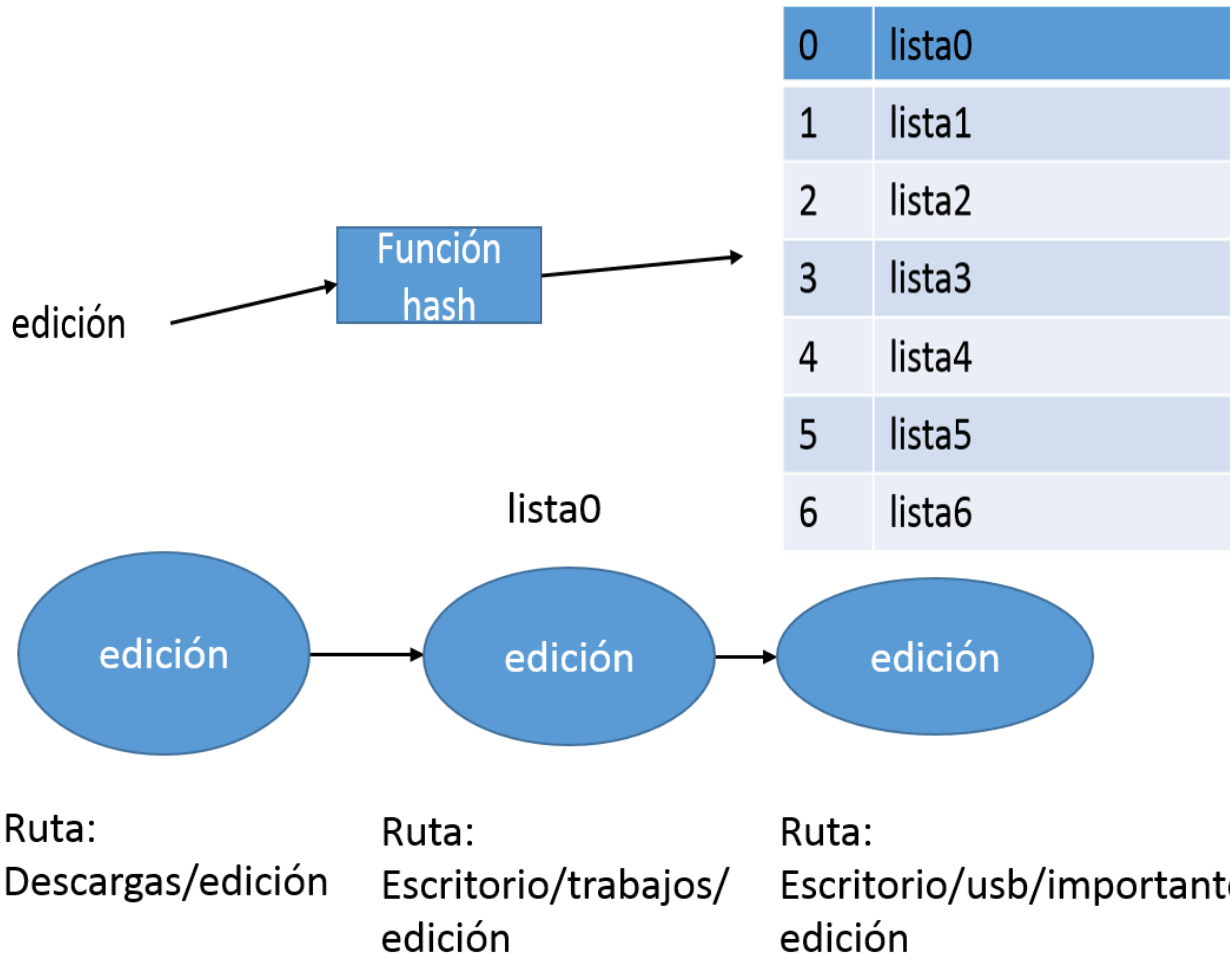 0 lista0
1 lista1
2 lista2
3 lista3
4 lista4
5 lista5
6 lista6
Función
hash
edición
lista0
edición
edición
edición
Ruta:
Descargas/edición
Ruta:
Escritorio/trabajos/
edición
Ruta:
Escritorio/usb/important
edición